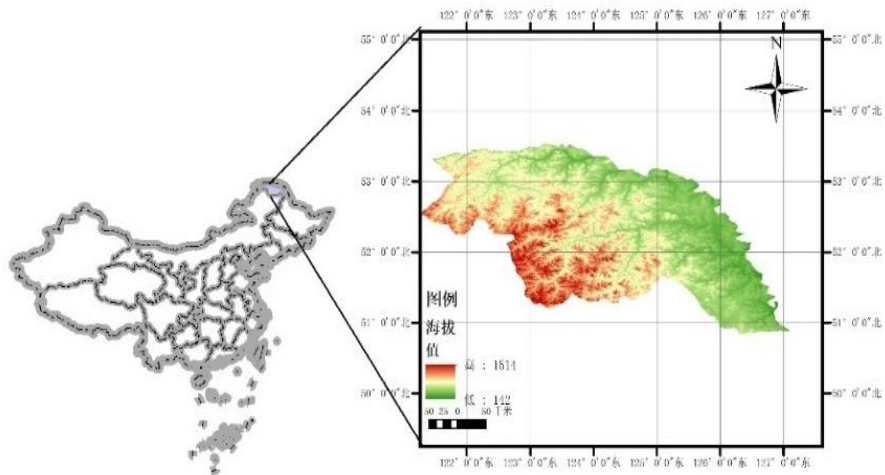 122° 0′0″东 123° 0′0″东 124° 0′0″东 125° 0′0″东 126° 0′0″东 127° 0′0″东
55° 0′0″北 55° 0′0″北
N
54° 0′0″北 54° 0′0″北
53° 0′0″北 53° 0′0″北
52° 0′0″北 52° 0′0″北
图例
海拔
51° 0′0″北 51° 0′0″北
值
高 : 1514
50° 0′0″北 50° 0′0″北
低 : 142
50 25 0 50 千米
122° 0′0″东 123° 0′0″东 124° 0′0″东 125° 0′0″东 126° 0′0″东 127° 0′0″东